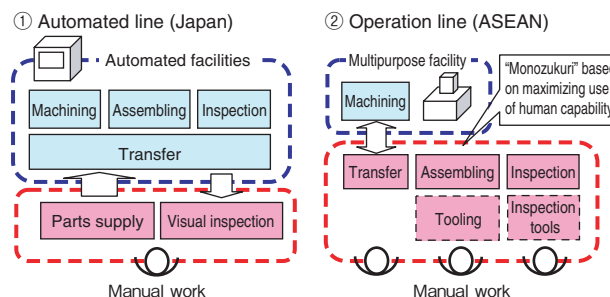 ① Automated line (Japan)
Automated facilities
Machining
Assembling
Inspection
Transfer
Parts supply
Visual inspection
Manual work
② Operation line (ASEAN)
Multipurpose facility
Machining
“Monozukuri” based
on maximizing use
of human capability
Transfer
Assembling
Inspection
Tooling
Inspection
tools
Manual work